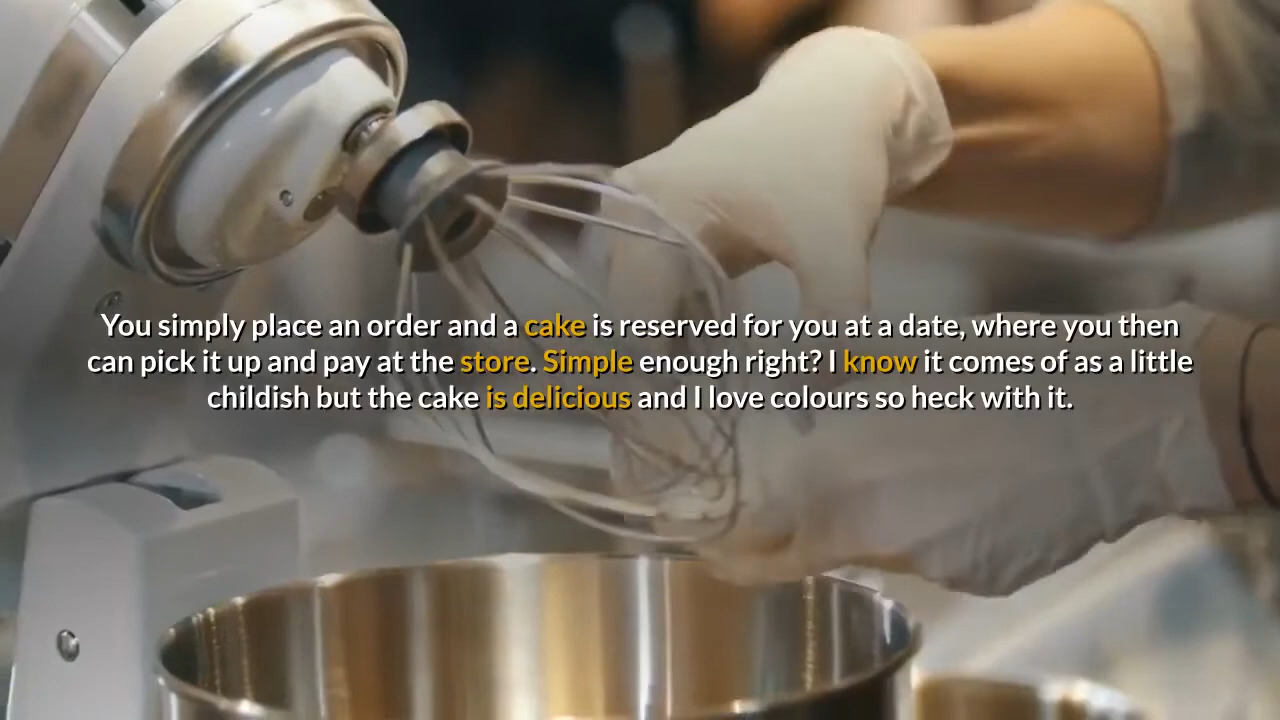 You simply place an order and a cake is reserved for you at a date, where you then
can pick it up and pay at the store. Simple enough right? I know it comes of as a little
childish but the cake is delicious and I love colours so heck with it.